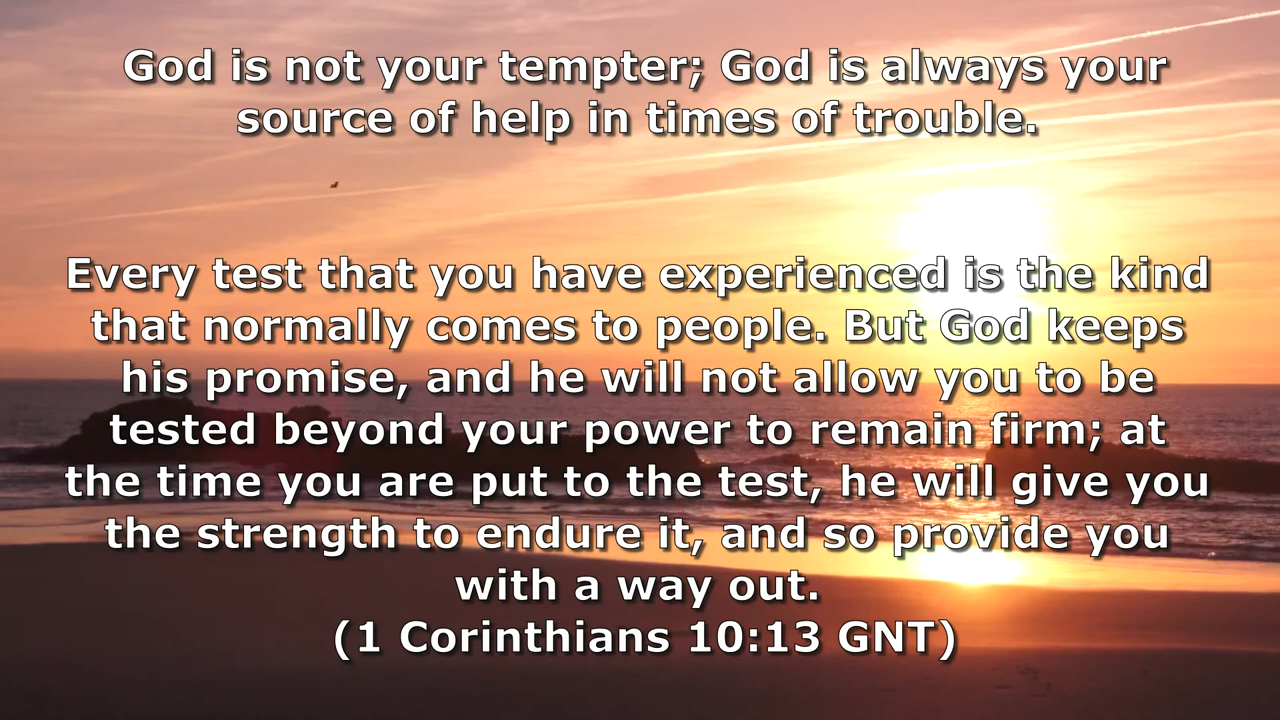 God is not your tempter; God is always your
source of help in times of trouble.
Every test that you have experienced is the kind
that normally comes to people. But God keeps
his promise, and he will not allow you to be
tested beyond your power to remain firm; at
the time you are put to the test, he will give you
the strength to endure it, and so provide you
with a way out.
(1 Corinthians 10:13 GNT)